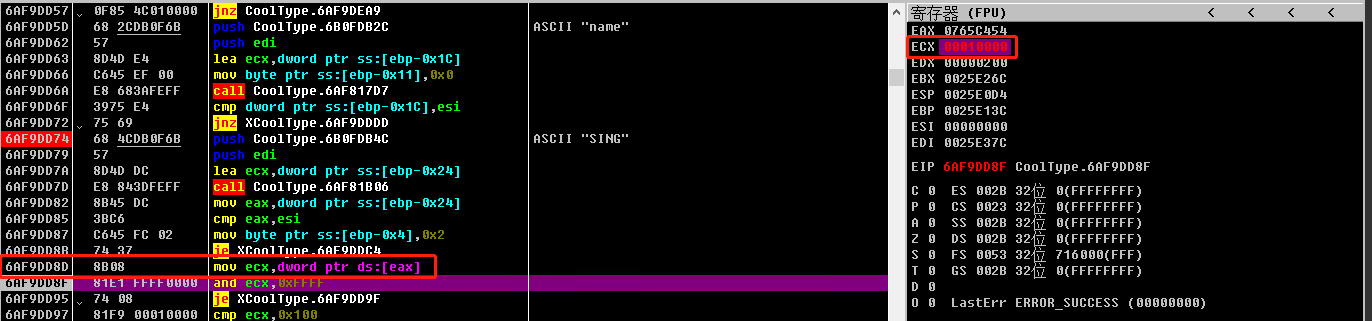 6AF9DD57 0F85 4C010000 jnz CoolType.6AF9DEA9
6AF9DD5D 68 2CDB0F6B push CoolType.6B0FDB2C ASCII "name"
6AF9DD62 57 push edi
6AF9DD63 8D4D E4 lea ecx,dword ptr ss:[ebp-0x1C]
6AF9DD66 C645 EF 00 mov byte ptr ss:[ebp-0x11],0x0
6AF9DD6A E8 683AFEFF call CoolType.6AF817D7
6AF9DD6F 3975 E4 cmp dword ptr ss:[ebp-0x1C],esi
6AF9DD72 75 69 jnz XCoolType.6AF9DDDD
6AF9DD74 68 4CDB0F6B push CoolType.6B0FDB4C ASCII "SING"
6AF9DD79 57 push edi
6AF9DD7A 8D4D DC lea ecx,dword ptr ss:[ebp-0x24]
6AF9DD7D E8 843DFEFF call CoolType.6AF81B06
6AF9DD82 8B45 DC mov eax,dword ptr ss:[ebp-0x24]
6AF9DD85 3BC6 cmp eax,esi
6AF9DD87 C645 FC 02 mov byte ptr ss:[ebp-0x4],0x2
6AF9DD8B 74 37 je XCoolType.6AF9DDC4
6AF9DD8D 8B08 mov ecx,dword ptr ds:[eax]
6AF9DD8F 81E1 FFFF0000 and ecx,0xFFFF
6AF9DD95 74 08 je XCoolType.6AF9DD9F
6AF9DD97 81F9 00010000 cmp ecx,0x100
寄存器 (FPU) < < < <
EAX 0765C454
ECX 00010000
EDX 00000200
EBX 0025E26C
ESP 0025E0D4
EBP 0025E13C
ESI 00000000
EDI 0025E37C
EIP 6AF9DD8F CoolType.6AF9DD8F
C 0 ES 002B 32位 0(FFFFFFFF)
P 0 CS 0023 32位 0(FFFFFFFF)
A 0 SS 002B 32位 0(FFFFFFFF)
Z 0 DS 002B 32位 0(FFFFFFFF)
S 0 FS 0053 32位 716000(FFF)
T 0 GS 002B 32位 0(FFFFFFFF)
D 0
O 0 LastErr ERROR_SUCCESS (00000000)